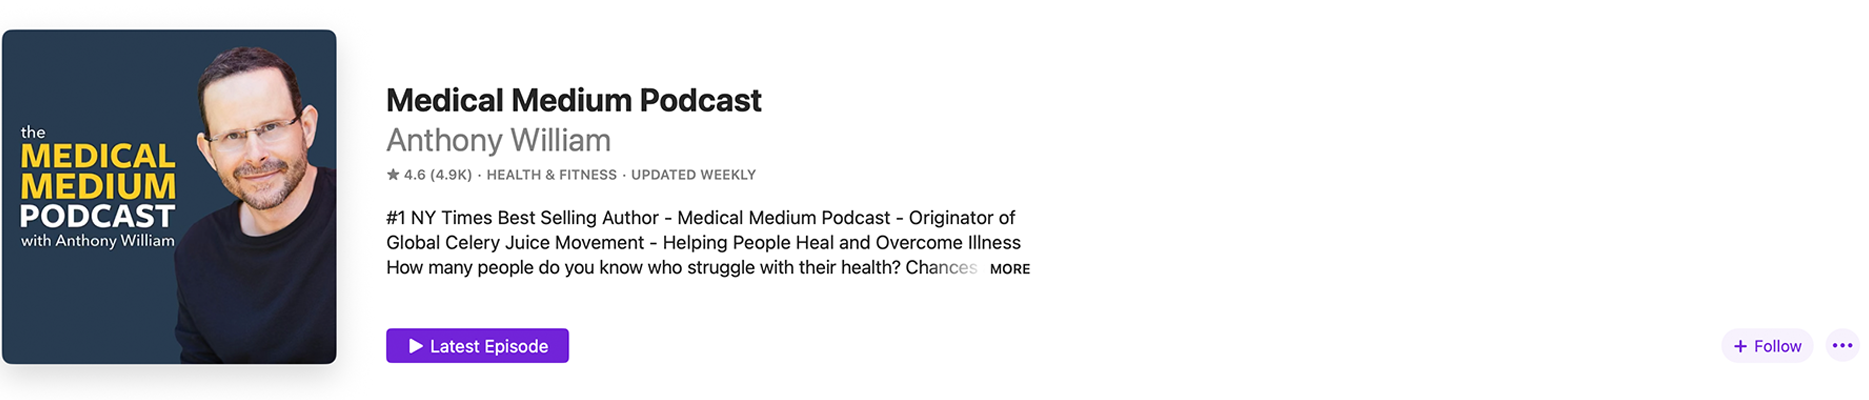 the
MEDICAL
MEDIUM
PODCAST
with Anthony William
Medical Medium Podcast
Anthony William
★ 4.6 (4.9K) · HEALTH & FITNESS · UPDATED WEEKLY
#1 NY Times Best Selling Author - Medical Medium Podcast - Originator of
Global Celery Juice Movement - Helping People Heal and Overcome Illness
How many people do you know who struggle with their health? Chances MORE
Latest Episode
+ Follow